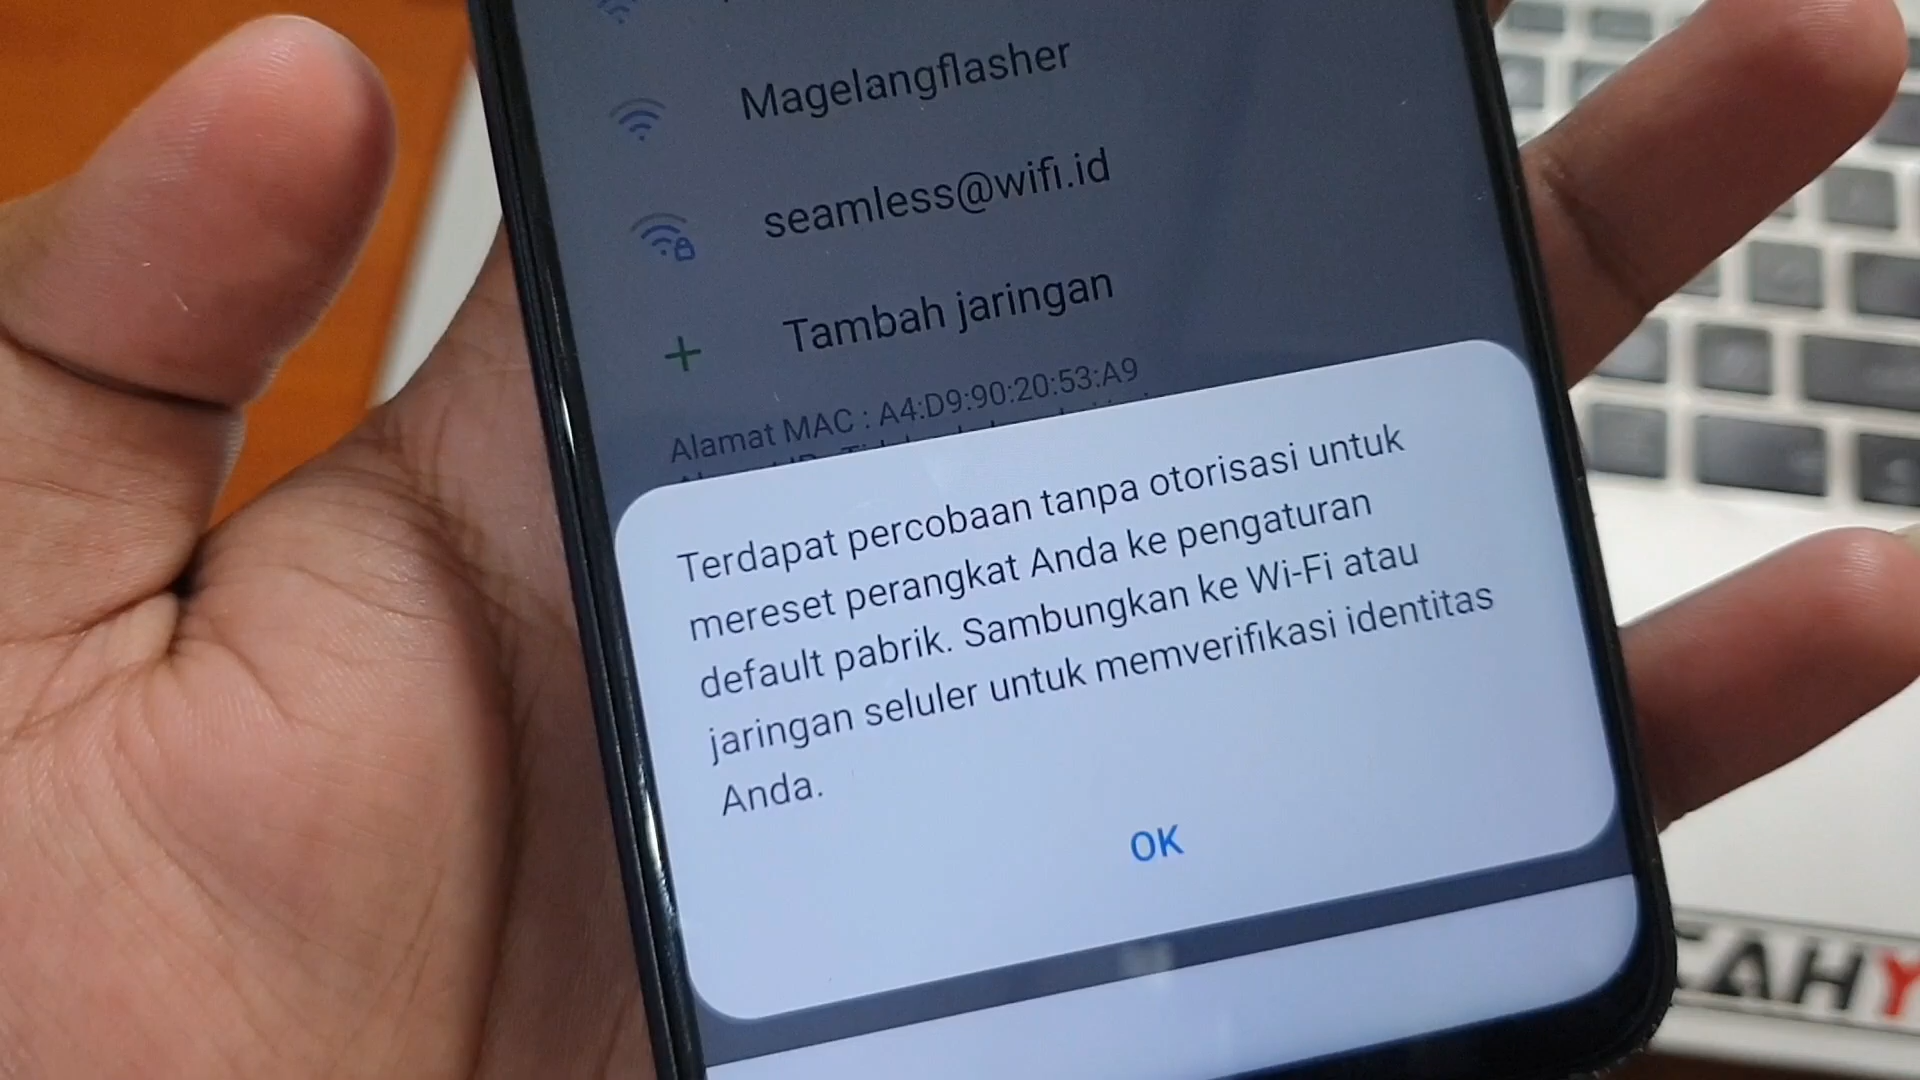 Magelangflasher
seamless@wifi.id
Tambah jaringan
Alamat MAC : A4:D9:90:20:53:A9
Terdapat percobaan tanpa otorisasi untuk
mereset perangkat Anda ke pengaturan
default pabrik. Sambungkan ke Wi-Fi atau
jaringan seluler untuk memverifikasi identitas
Anda.
OK
CAHY